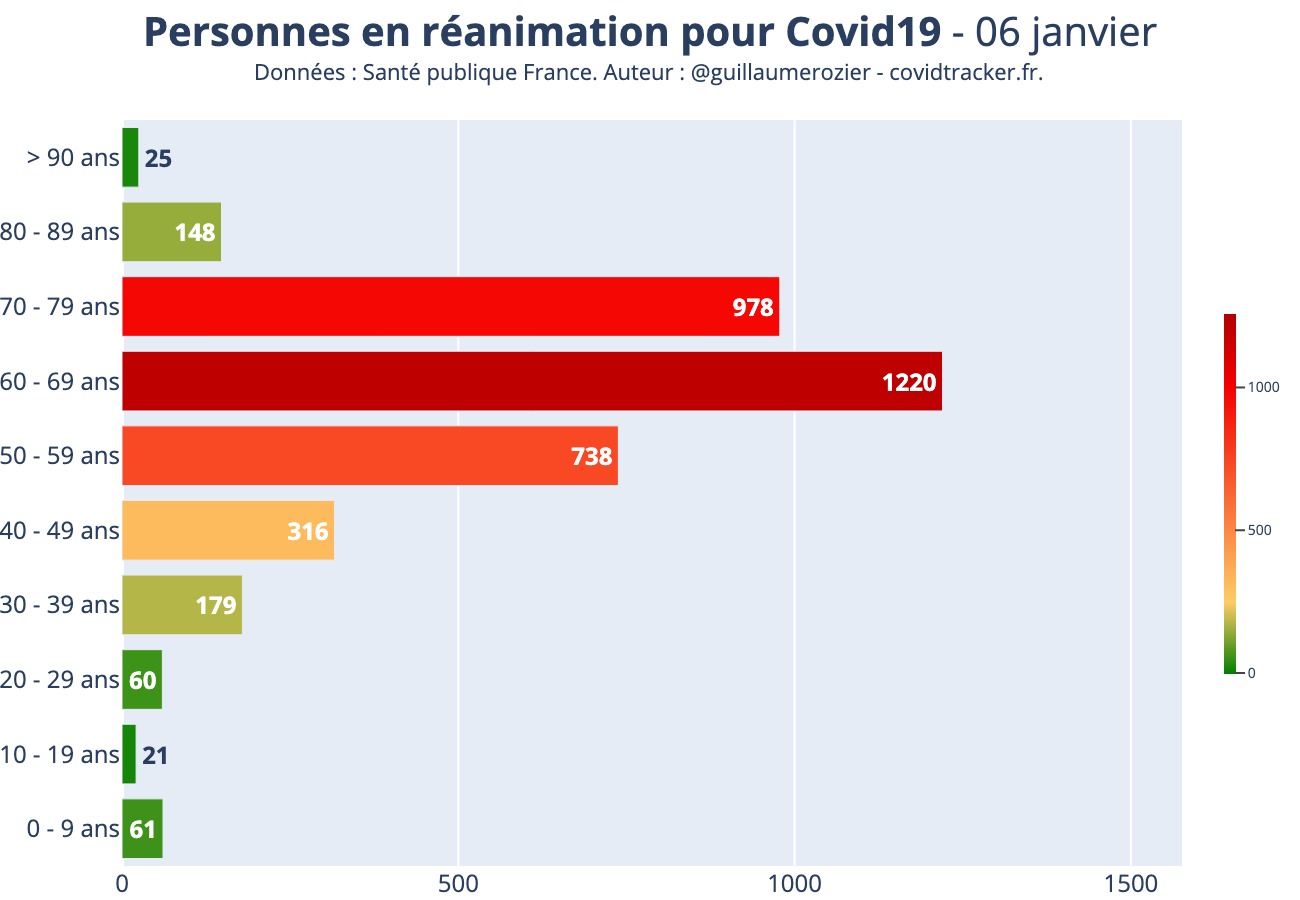 Personnes en réanimation pour Covid19 - 06 janvier
Données : Santé publique France. Auteur : @guillaumerozier - covidtracker.fr.
> 90 ans 25
80 - 89 ans 148
70 - 79 ans 978
60 - 69 ans 1220
50 - 59 ans 738
40 - 49 ans 316
30 - 39 ans 179
20 - 29 ans 60
10 - 19 ans 21
0 - 9 ans 61
0 500 1000 1500
1000
500
0